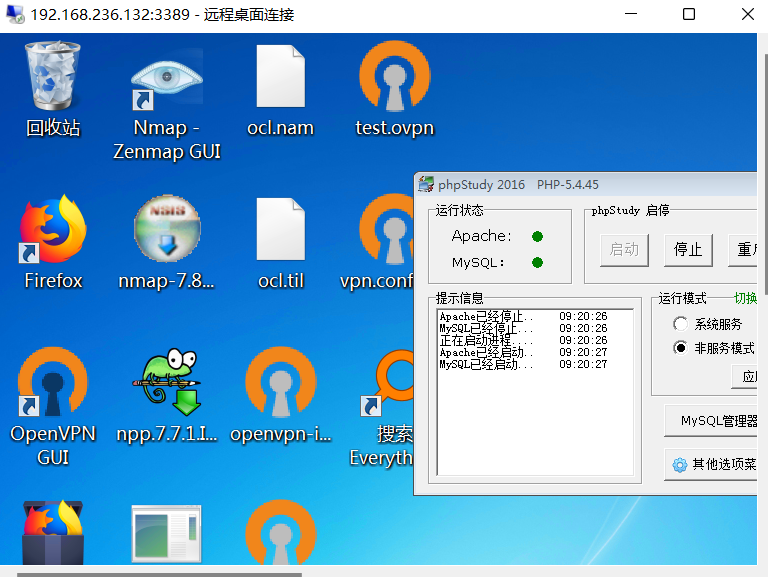 192.168.236.132:3389 - 远程桌面连接
回收站
Nmap -
Zenmap GUI
ocl.nam
test.ovpn
Firefox
NSIS
nmap-7.8...
ocl.til
vpn.conf
OpenVPN
GUI
npp.7.7.1.I...
openvpn-i...
搜索
Everyth
phpStudy 2016 PHP-5.4.45
运行状态
Apache:
MySQL:
phpStudy 启停
启动
停止
重
提示信息
Apache已经停止.. 09:20:26
MySQL已经停止... 09:20:26
正在启动进程.... 09:20:26
Apache已经启动.. 09:20:27
MySQL已经启动... 09:20:27
运行模式
切换
系统服务
非服务模式
应
MySQL管理器
其他选项菜